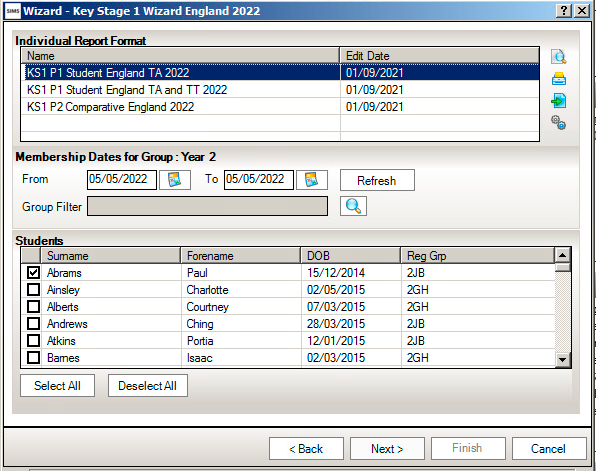 SIMS Wizard - Key Stage 1 Wizard England 2022
Individual Report Format
Name Edit Date
KS1 P1 Student England TA 2022 01/09/2021
KS1 P1 Student England TA and TT 2022 01/09/2021
KS1 P2 Comparative England 2022 01/09/2021
Membership Dates for Group : Year 2
From 05/05/2022 To 05/05/2022 Refresh
Group Filter
Students
Surname Forename DOB Reg Grp
Abrams Paul 15/12/2014 2JB
Ainsley Charlotte 02/05/2015 2GH
Alberts Courtney 07/03/2015 2GH
Andrews Ching 28/03/2015 2JB
Atkins Portia 12/01/2015 2JB
Barnes Isaac 02/03/2015 2GH
Select All Deselect All
< Back Next > Finish Cancel